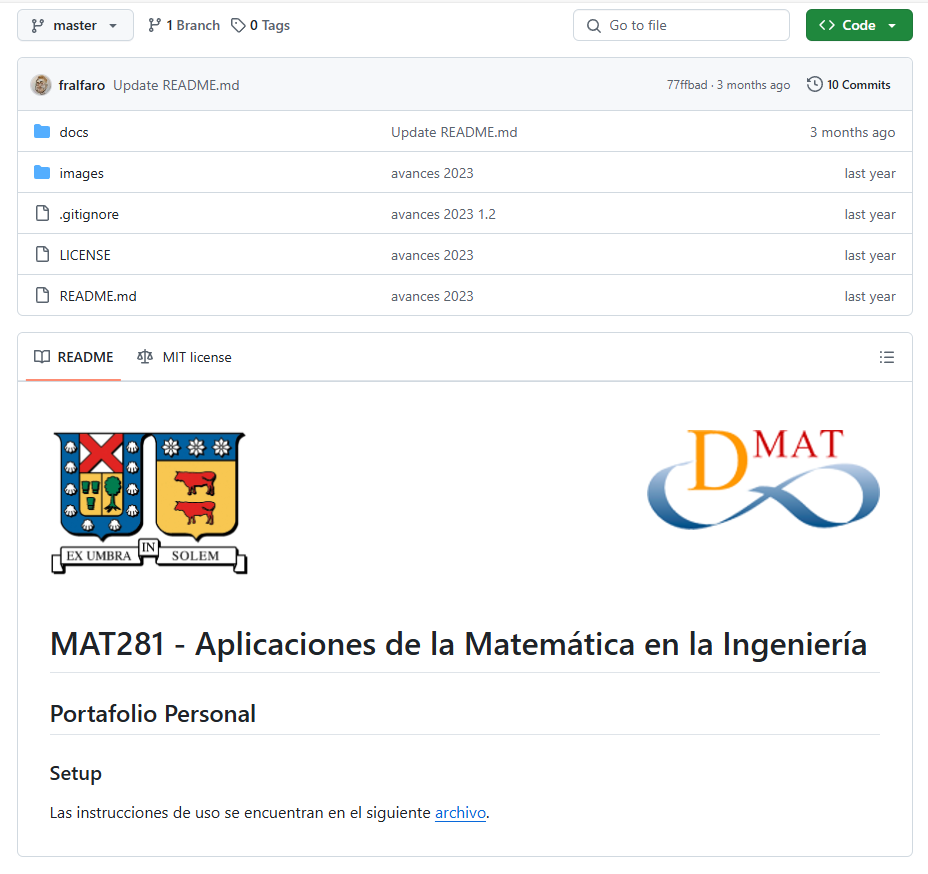 master 1 Branch 0 Tags Go to file Code
fralfaro Update README.md 77ffbad · 3 months ago 10 Commits
docs Update README.md 3 months ago
images avances 2023 last year
.gitignore avances 2023 1.2 last year
LICENSE avances 2023 last year
README.md avances 2023 last year
README MIT license
EX UMBRA IN SOLEM
D MAT
MAT281 - Aplicaciones de la Matemática en la Ingeniería
Portafolio Personal
Setup
Las instrucciones de uso se encuentran en el siguiente archivo.